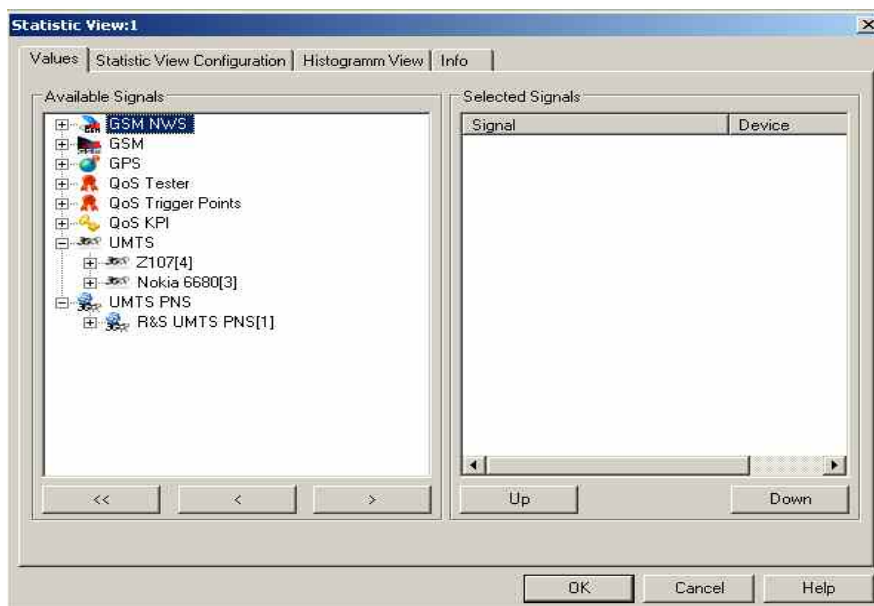 Statistic View:1
Values Statistic View Configuration Histogramm View Info
Available Signals
GSM NWS
GSM
GPS
QoS Tester
QoS Trigger Points
QoS KPI
UMTS
Z107[4]
Nokia 6680[3]
UMTS PNS
R&S UMTS PNS[1]
<< < >
Selected Signals
Signal Device
Up Down
OK Cancel Help